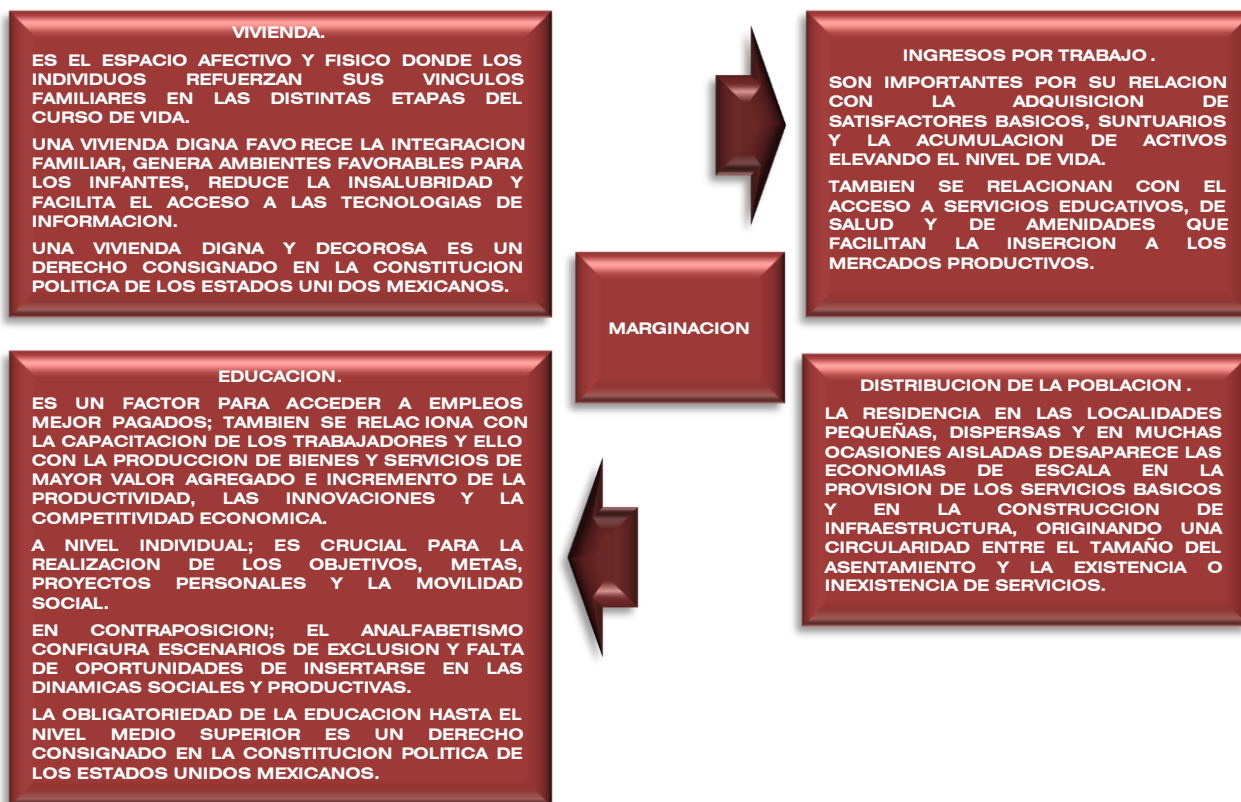 VIVIENDA.
ES EL ESPACIO AFECTIVO Y FISICO DONDE LOS
INDIVIDUOS REFUERZAN SUS VINCULOS
FAMILIARES EN LAS DISTINTAS ETAPAS DEL
CURSO DE VIDA.
UNA VIVIENDA DIGNA FAVO RECE LA INTEGRACION
FAMILIAR, GENERA AMBIENTES FAVORABLES PARA
LOS INFANTES, REDUCE LA INSALUBRIDAD Y
FACILITA EL ACCESO A LAS TECNOLOGIAS DE
INFORMACION.
UNA VIVIENDA DIGNA Y DECOROSA ES UN
DERECHO CONSIGNADO EN LA CONSTITUCION
POLITICA DE LOS ESTADOS UNI DOS MEXICANOS.
INGRESOS POR TRABAJO .
SON IMPORTANTES POR SU RELACION
CON LA ADQUISICION DE
SATISFACTORES BASICOS, SUNTUARIOS
Y LA ACUMULACION DE ACTIVOS
ELEVANDO EL NIVEL DE VIDA.
TAMBIEN SE RELACIONAN CON EL
ACCESO A SERVICIOS EDUCATIVOS, DE
SALUD Y DE AMENIDADES QUE
FACILITAN LA INSERCION A LOS
MERCADOS PRODUCTIVOS.
MARGINACION
EDUCACION.
ES UN FACTOR PARA ACCEDER A EMPLEOS
MEJOR PAGADOS; TAMBIEN SE RELAC IONA CON
LA CAPACITACION DE LOS TRABAJADORES Y ELLO
CON LA PRODUCCION DE BIENES Y SERVICIOS DE
MAYOR VALOR AGREGADO E INCREMENTO DE LA
PRODUCTIVIDAD, LAS INNOVACIONES Y LA
COMPETITIVIDAD ECONOMICA.
A NIVEL INDIVIDUAL; ES CRUCIAL PARA LA
REALIZACION DE LOS OBJETIVOS, METAS,
PROYECTOS PERSONALES Y LA MOVILIDAD
SOCIAL.
EN CONTRAPOSICION; EL ANALFABETISMO
CONFIGURA ESCENARIOS DE EXCLUSION Y FALTA
DE OPORTUNIDADES DE INSERTARSE EN LAS
DINAMICAS SOCIALES Y PRODUCTIVAS.
LA OBLIGATORIEDAD DE LA EDUCACION HASTA EL
NIVEL MEDIO SUPERIOR ES UN DERECHO
CONSIGNADO EN LA CONSTITUCION POLITICA DE
LOS ESTADOS UNIDOS MEXICANOS.
DISTRIBUCION DE LA POBLACION .
LA RESIDENCIA EN LAS LOCALIDADES
PEQUEÑAS, DISPERSAS Y EN MUCHAS
OCASIONES AISLADAS DESAPARECE LAS
ECONOMIAS DE ESCALA EN LA
PROVISION DE LOS SERVICIOS BASICOS
Y EN LA CONSTRUCCION DE
INFRAESTRUCTURA, ORIGINANDO UNA
CIRCULARIDAD ENTRE EL TAMAÑO DEL
ASENTAMIENTO Y LA EXISTENCIA O
INEXISTENCIA DE SERVICIOS.